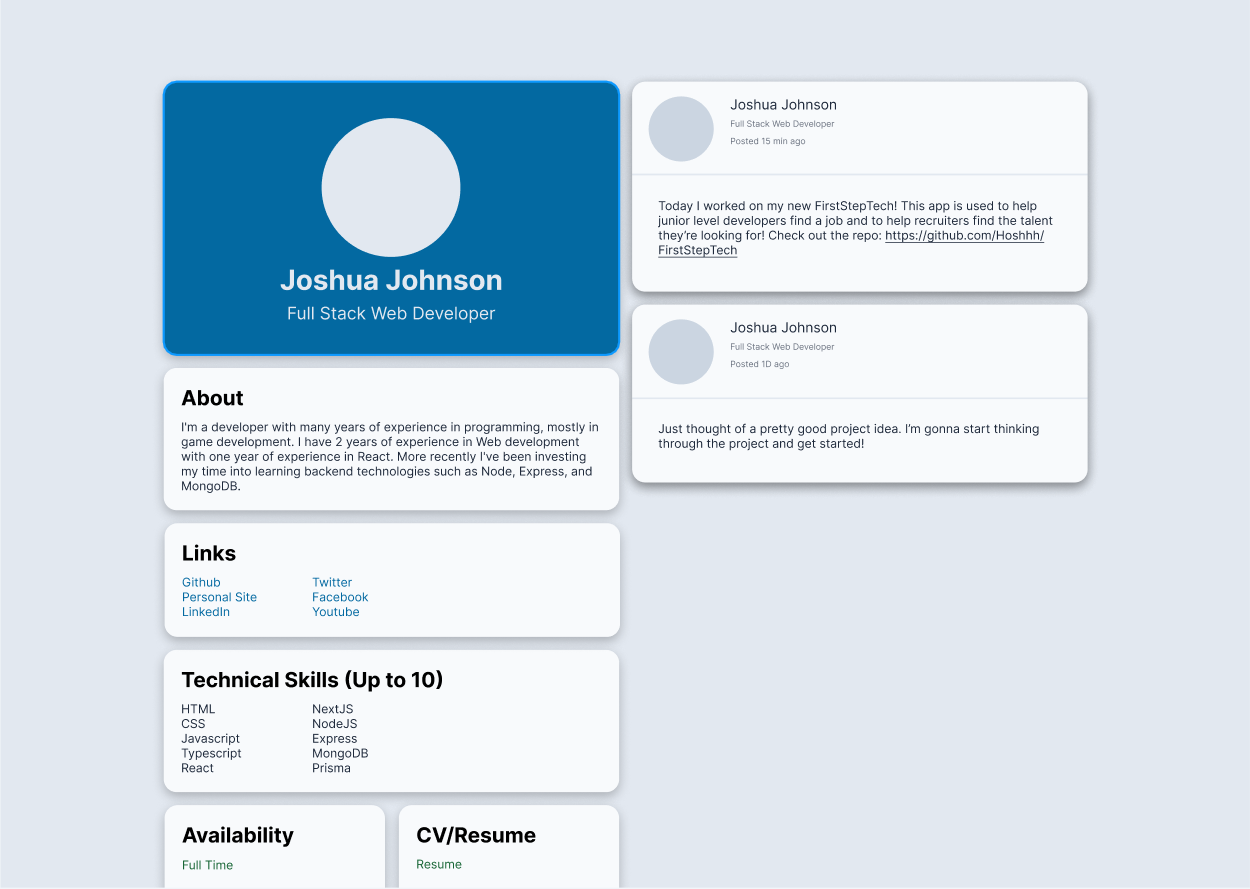 Joshua Johnson
Full Stack Web Developer
About
I'm a developer with many years of experience in programming, mostly in
game development. I have 2 years of experience in Web development
with one year of experience in React. More recently I've been investing
my time into learning backend technologies such as Node, Express, and
MongoDB.
Links
Github
Personal Site
LinkedIn
Twitter
Facebook
Youtube
Technical Skills (Up to 10)
HTML
CSS
Javascript
Typescript
React
NextJS
NodeJS
Express
MongoDB
Prisma
Availability
Full Time
CV/Resume
Resume
Joshua Johnson
Full Stack Web Developer
Posted 15 min ago
Today I worked on my new FirstStepTech! This app is used to help
junior level developers find a job and to help recruiters find the talent
they’re looking for! Check out the repo: https://github.com/Hoshhh/
FirstStepTech
Joshua Johnson
Full Stack Web Developer
Posted 1D ago
Just thought of a pretty good project idea. I’m gonna start thinking
through the project and get started!